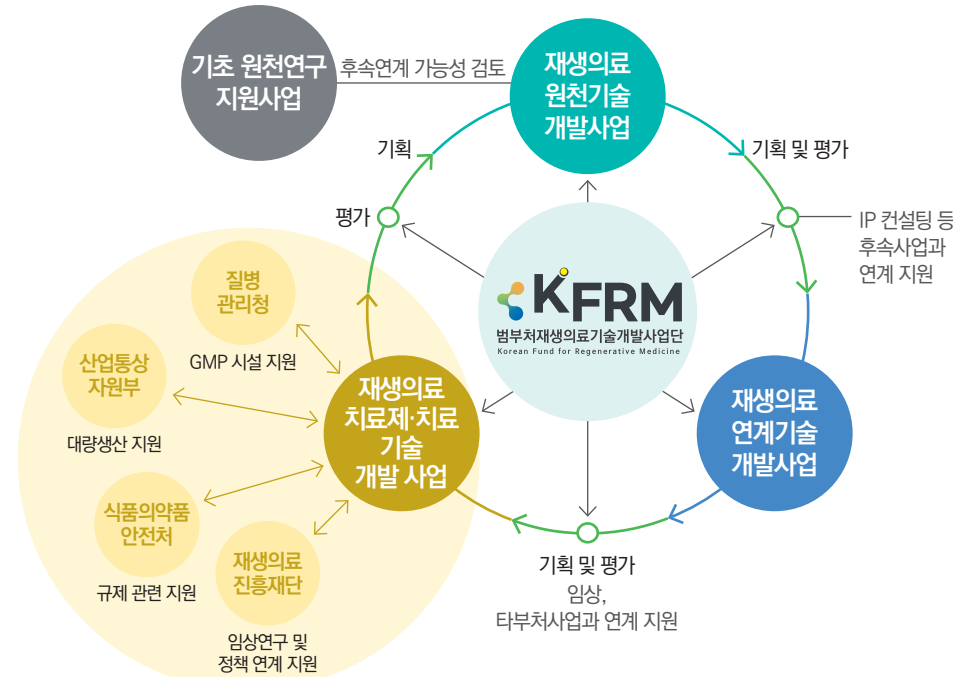 기초 원천연구
지원사업
후속연계 가능성 검토
재생의료
원천기술
개발사업
기획
기획 및 평가
평가
IP 컨설팅 등
후속사업과
연계 지원
KFRM
범부처재생의료기술개발사업단
Korean Fund for Regenerative Medicine
질병
관리청
GMP 시설 지원
산업통상
자원부
대량생산 지원
재생의료
치료제·치료
기술
개발 사업
재생의료
연계기술
개발사업
식품의약품
안전처
규제 관련 지원
재생의료
진흥재단
임상연구 및
정책 연계 지원
기획 및 평가
임상,
타부처사업과 연계 지원